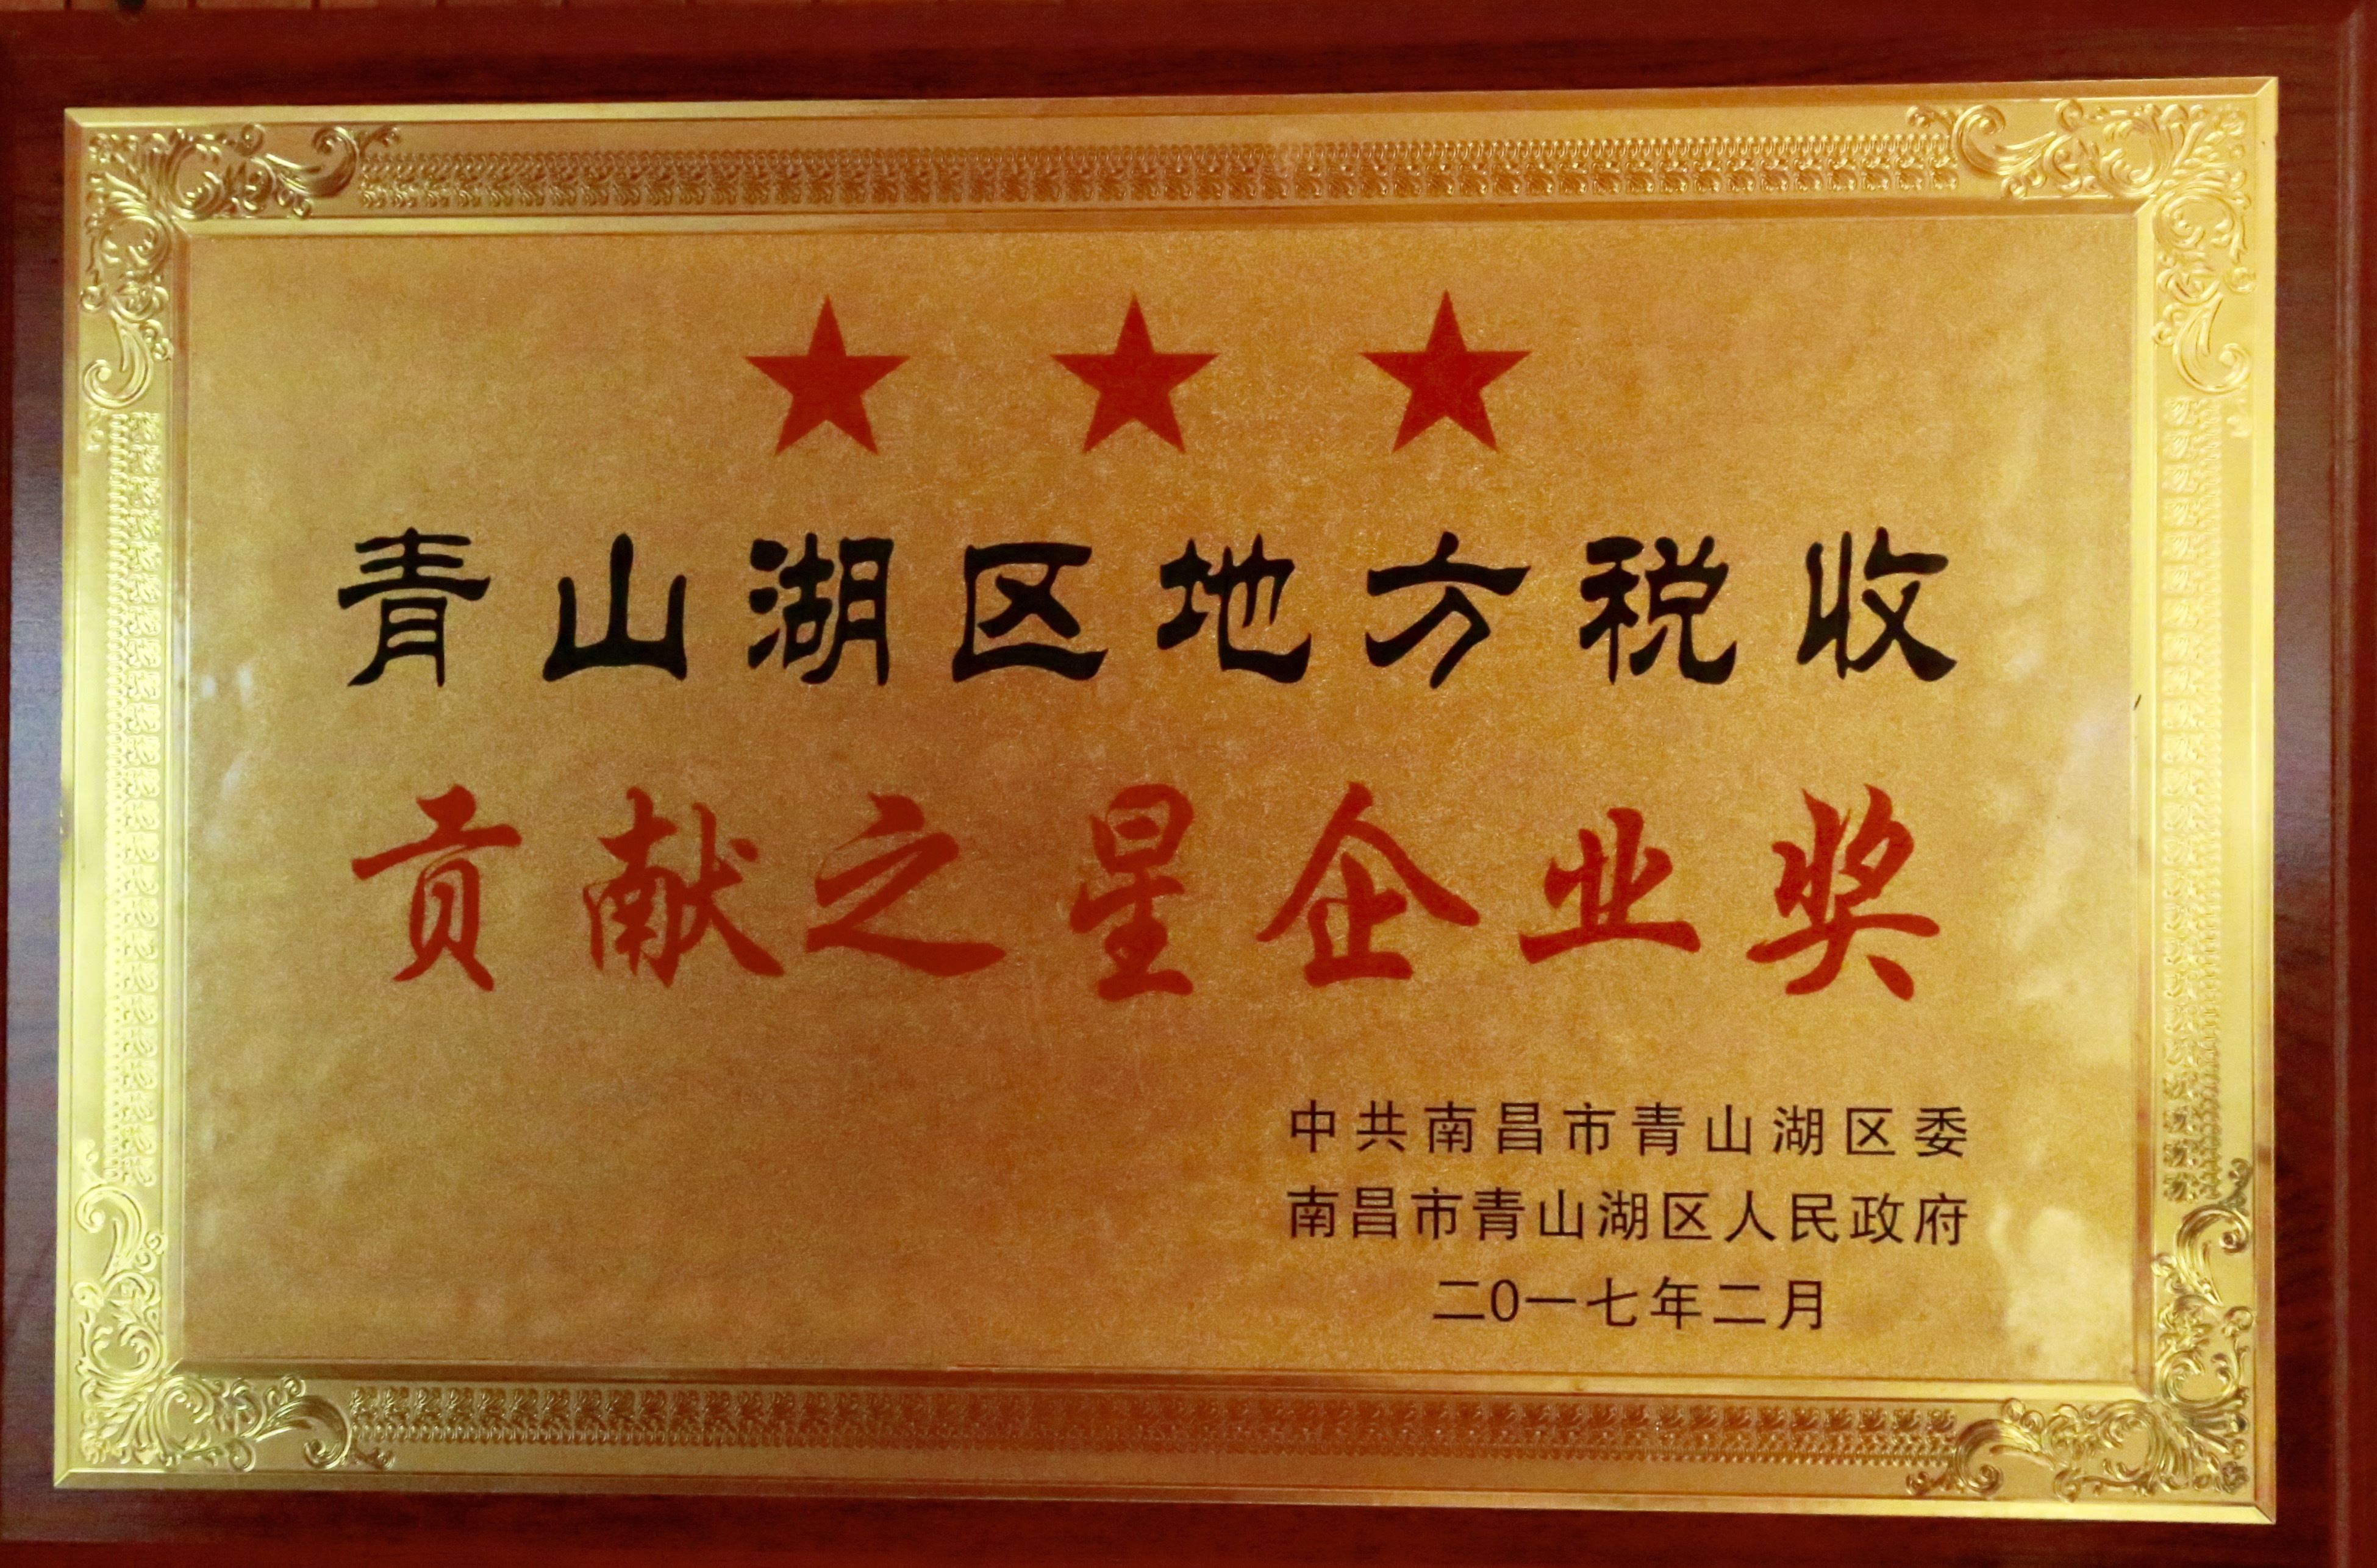 青山湖区地方税收
贡献之星企业奖
中共南昌市青山湖区委
南昌市青山湖区人民政府
二〇一七年二月